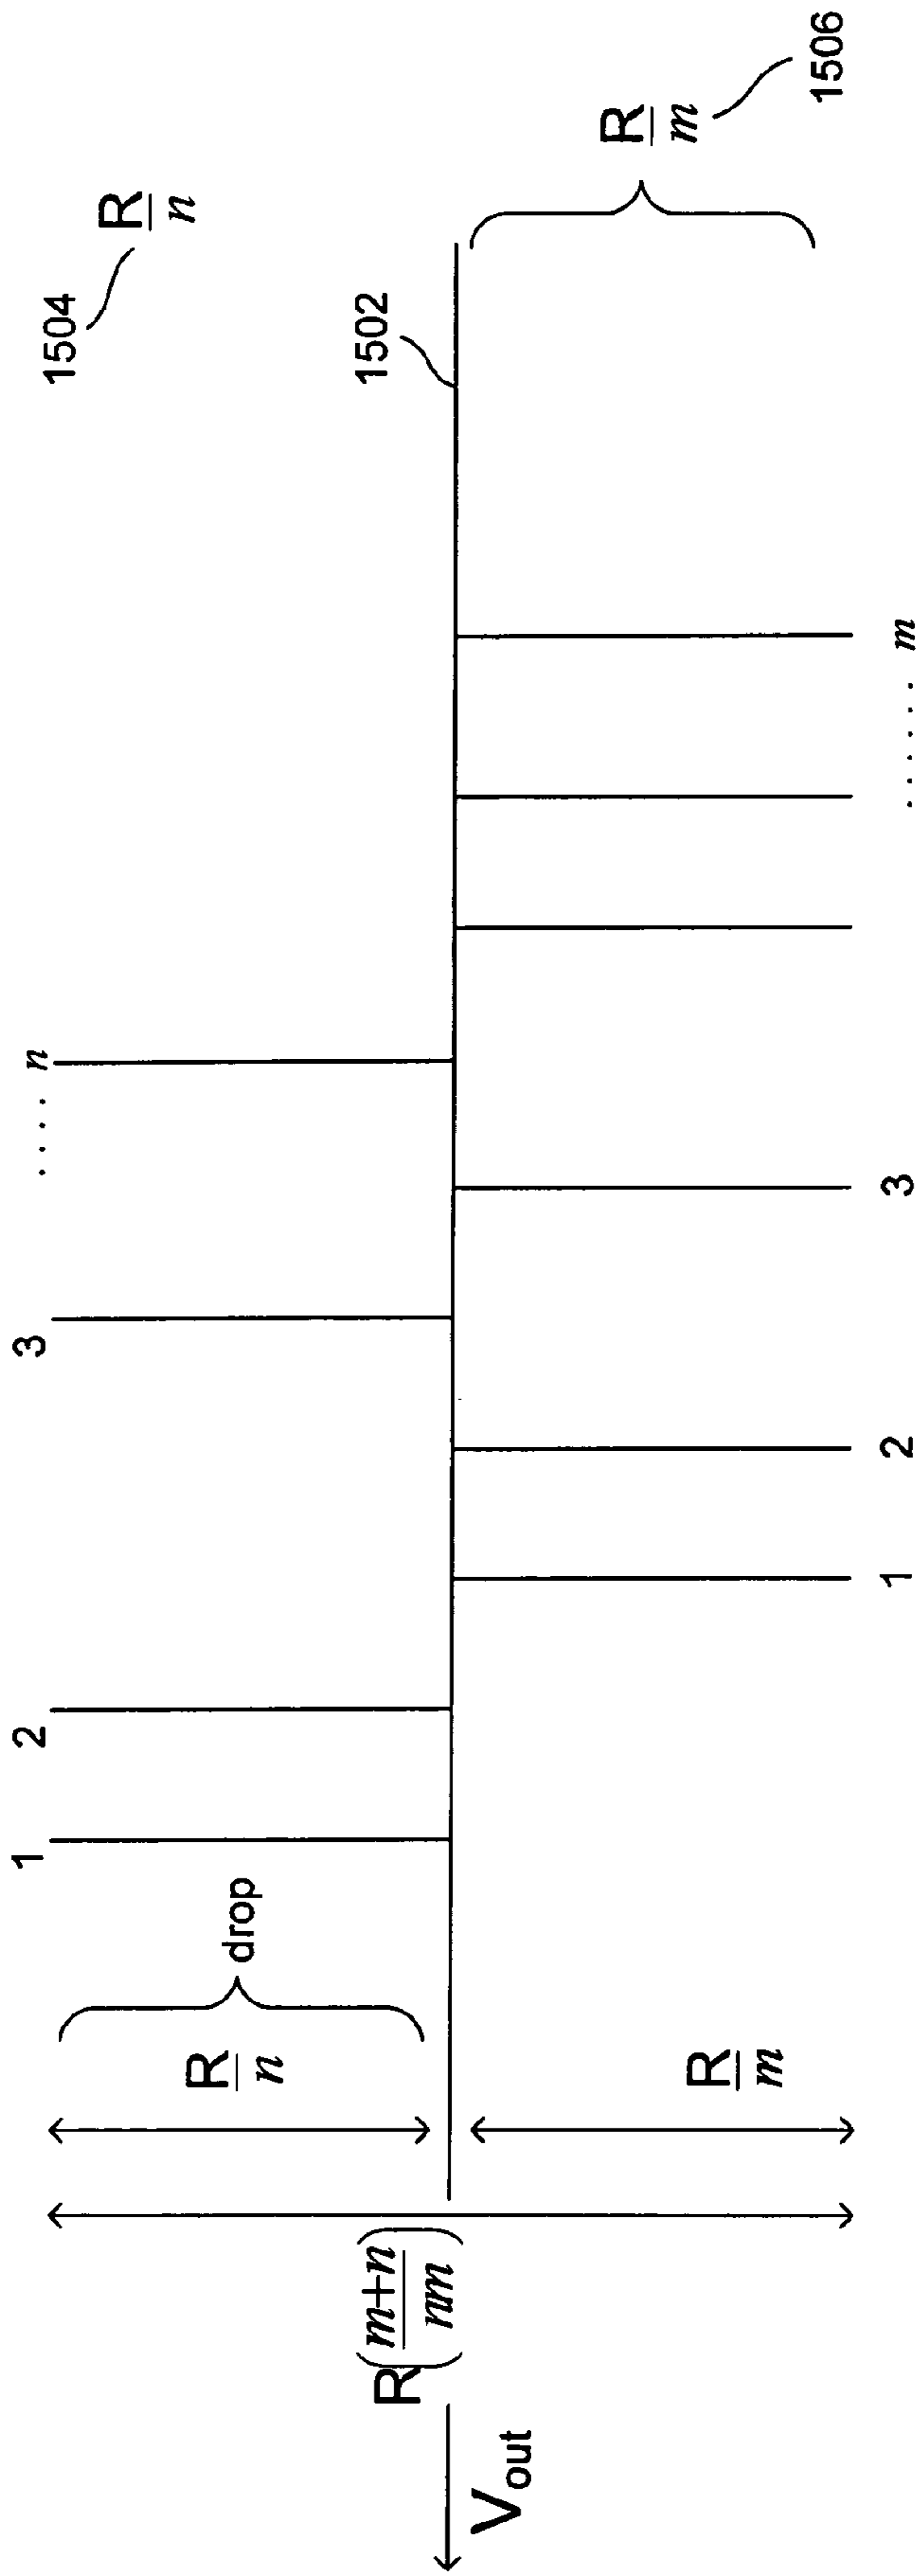 1504
R
n
1502
R
m
1506
1 2 3 .... n
drop
R
n
R
m
R(m+n
nm)
Vout
1 2 3 ...... m